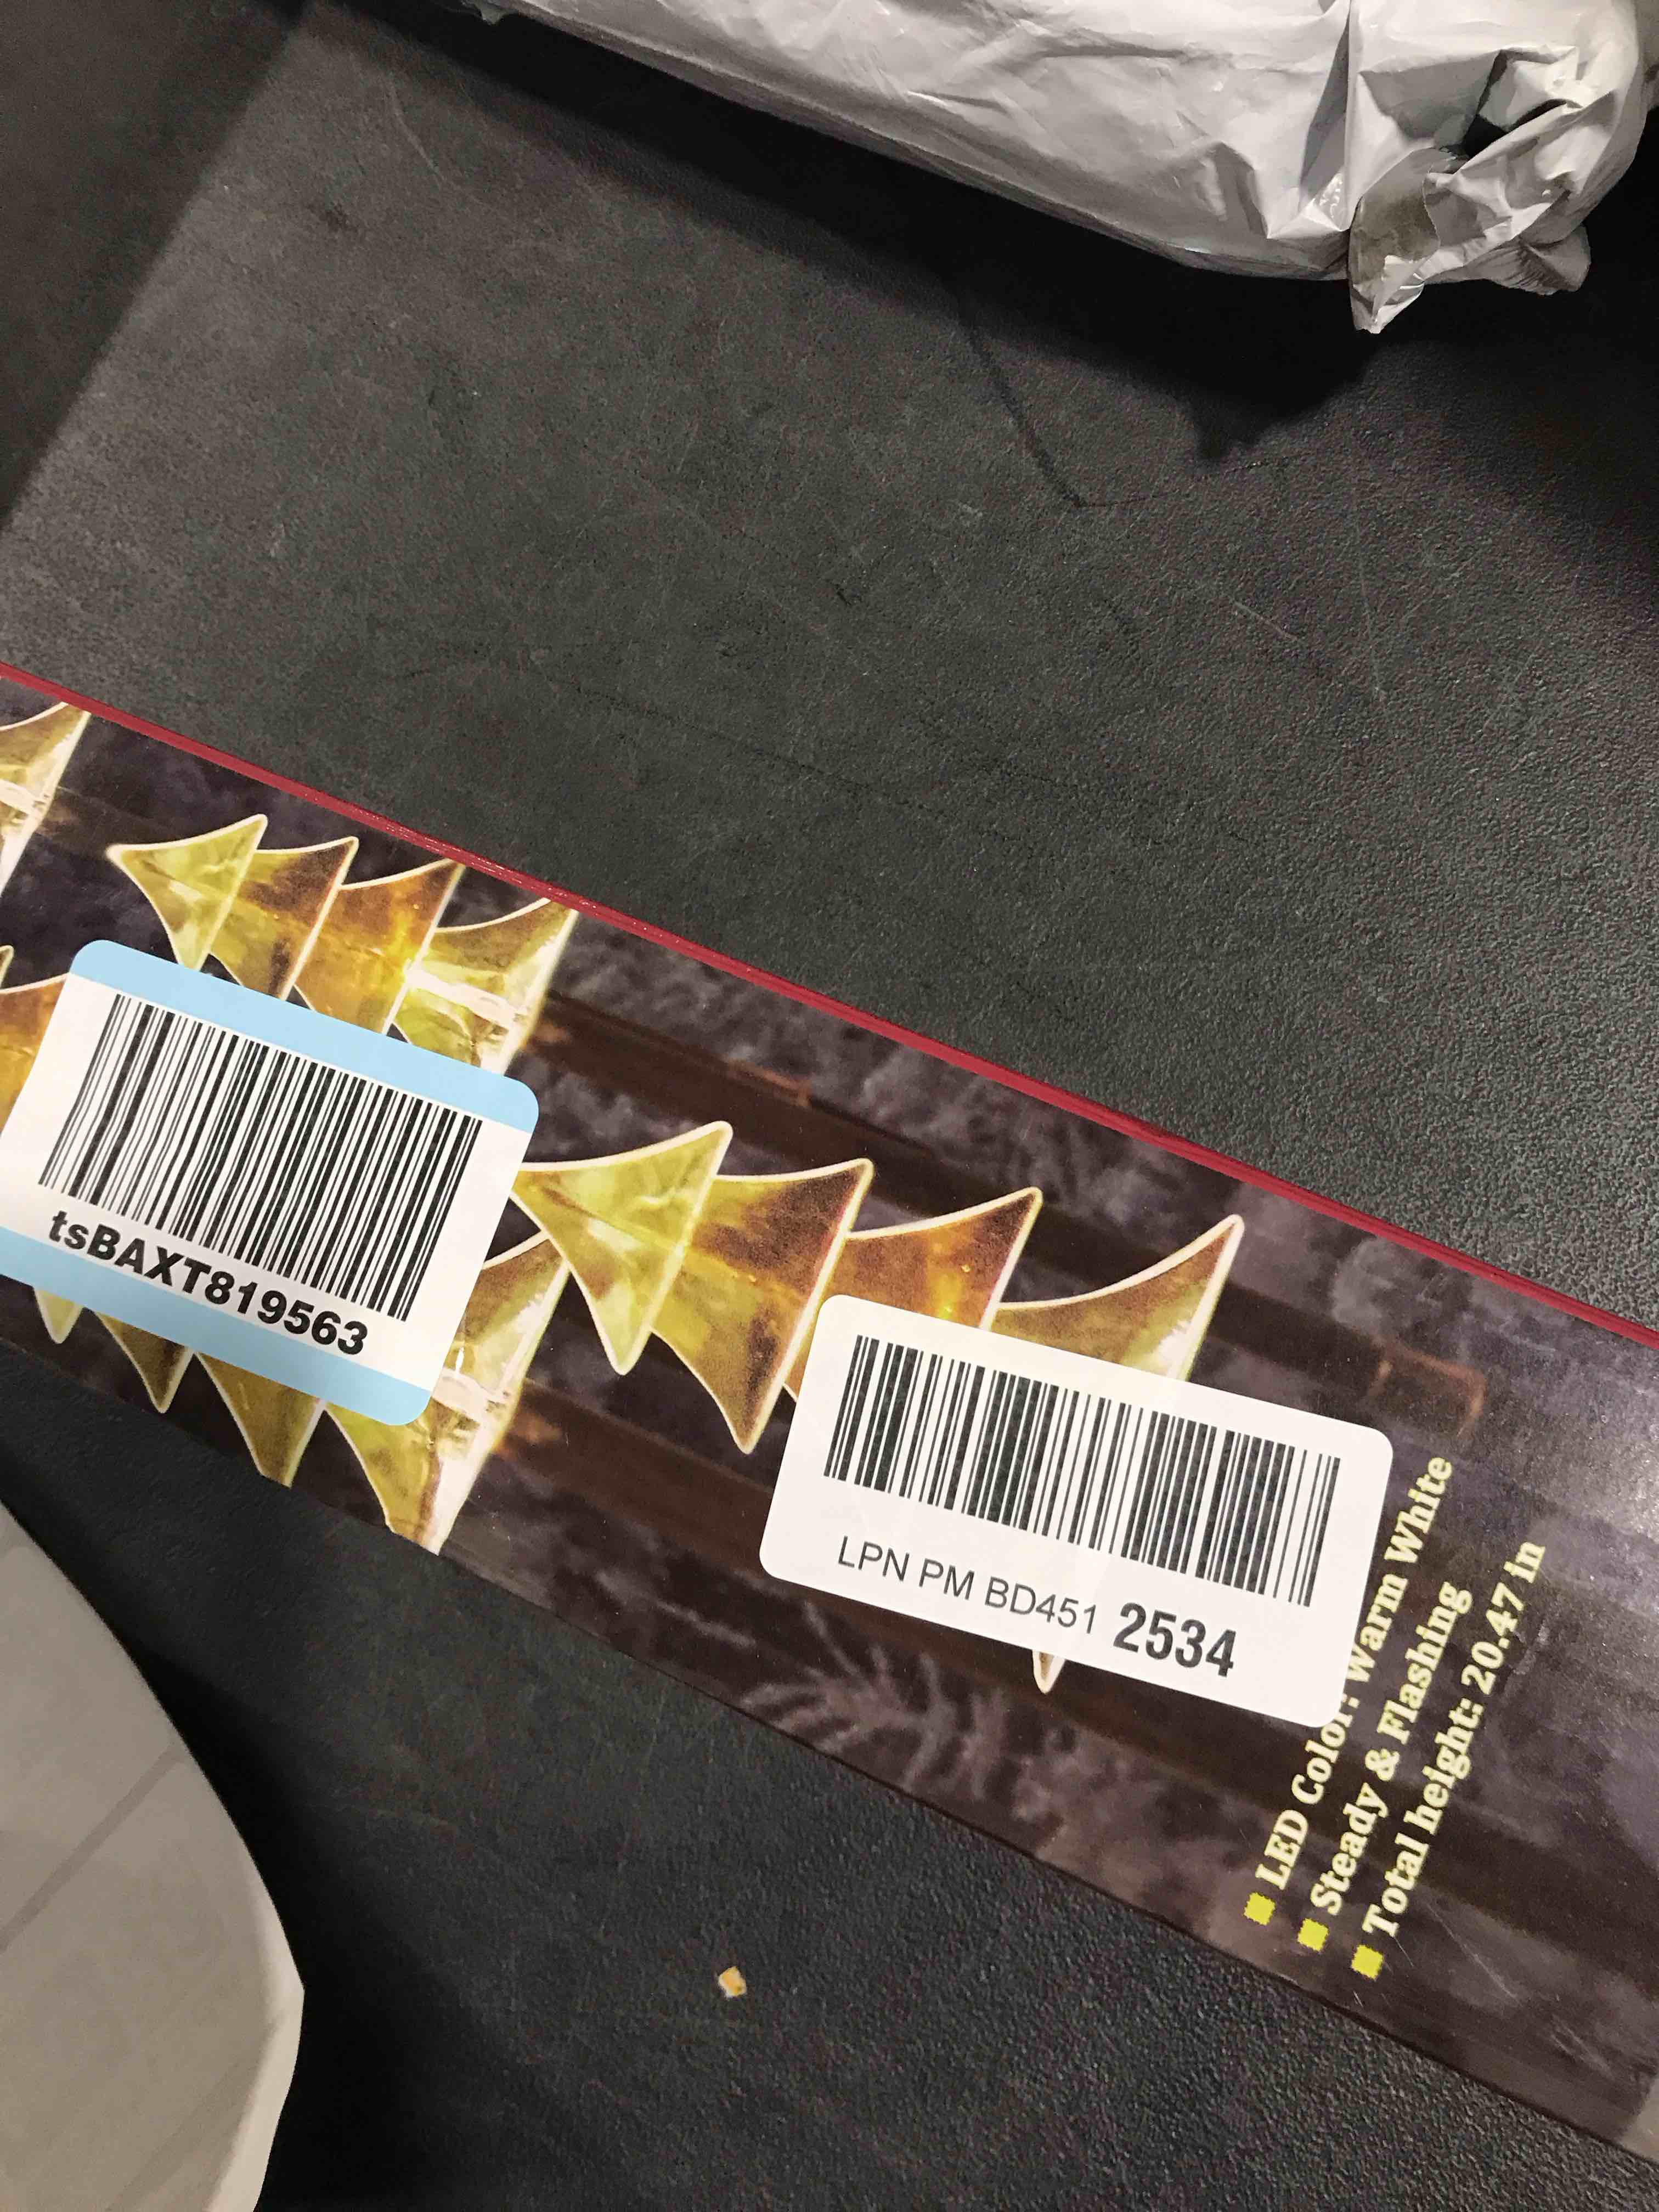 tsBAXT819563
LPN PM BD451 2534
LED Color: Warm White
Steady & Flashing
Total height: 20.47 in